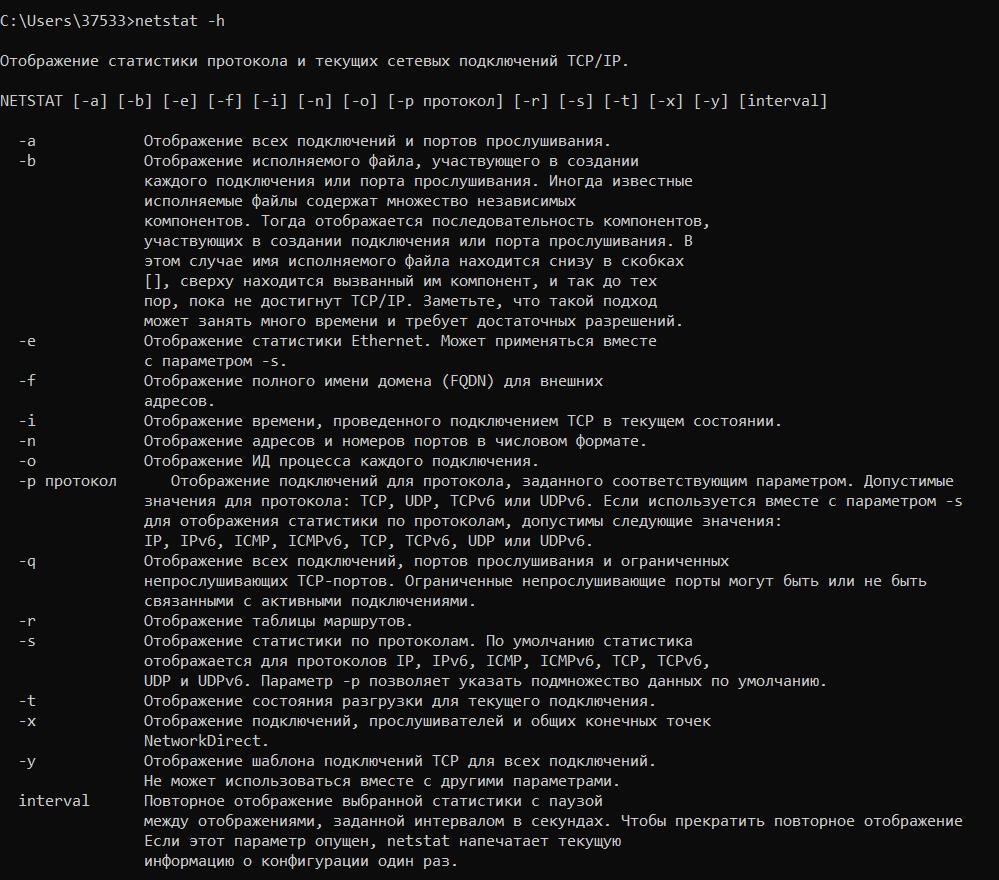 C:\Users\37533>netstat -h
Отображение статистики протокола и текущих сетевых подключений TCP/IP.
NETSTAT [-a] [-b] [-e] [-f] [-i] [-n] [-o] [-p протокол] [-r] [-s] [-t] [-x] [-y] [interval]
-a Отображение всех подключений и портов прослушивания.
-b Отображение исполняемого файла, участвующего в создании
каждого подключения или порта прослушивания. Иногда известные
исполняемые файлы содержат множество независимых
компонентов. Тогда отображается последовательность компонентов,
участвующих в создании подключения или порта прослушивания. В
этом случае имя исполняемого файла находится снизу в скобках
[], сверху находится вызванный им компонент, и так до тех
пор, пока не достигнут TCP/IP. Заметьте, что такой подход
может занять много времени и требует достаточных разрешений.
-e Отображение статистики Ethernet. Может применяться вместе
с параметром -s.
-f Отображение полного имени домена (FQDN) для внешних
адресов.
-i Отображение времени, проведенного подключением TCP в текущем состоянии.
-n Отображение адресов и номеров портов в числовом формате.
-o Отображение ИД процесса каждого подключения.
-p протокол Отображение подключений для протокола, заданного соответствующим параметром. Допустимые
значения для протокола: TCP, UDP, TCPv6 или UDPv6. Если используется вместе с параметром -s
для отображения статистики по протоколам, допустимы следующие значения:
IP, IPv6, ICMP, ICMPv6, TCP, TCPv6, UDP или UDPv6.
-q Отображение всех подключений, портов прослушивания и ограниченных
непрослушивающих TCP-портов. Ограниченные непрослушивающие порты могут быть или не быть
связанными с активными подключениями.
-r Отображение таблицы маршрутов.
-s Отображение статистики по протоколам. По умолчанию статистика
отображается для протоколов IP, IPv6, ICMP, ICMPv6, TCP, TCPv6,
UDP и UDPv6. Параметр -p позволяет указать подмножество данных по умолчанию.
-t Отображение состояния разгрузки для текущего подключения.
-x Отображение подключений, прослушивателей и общих конечных точек
NetworkDirect.
-y Отображение шаблона подключений TCP для всех подключений.
Не может использоваться вместе с другими параметрами.
interval Повторное отображение выбранной статистики с паузой
между отображениями, заданной интервалом в секундах. Чтобы прекратить повторное отображение
Если этот параметр опущен, netstat напечатает текущую
информацию о конфигурации один раз.